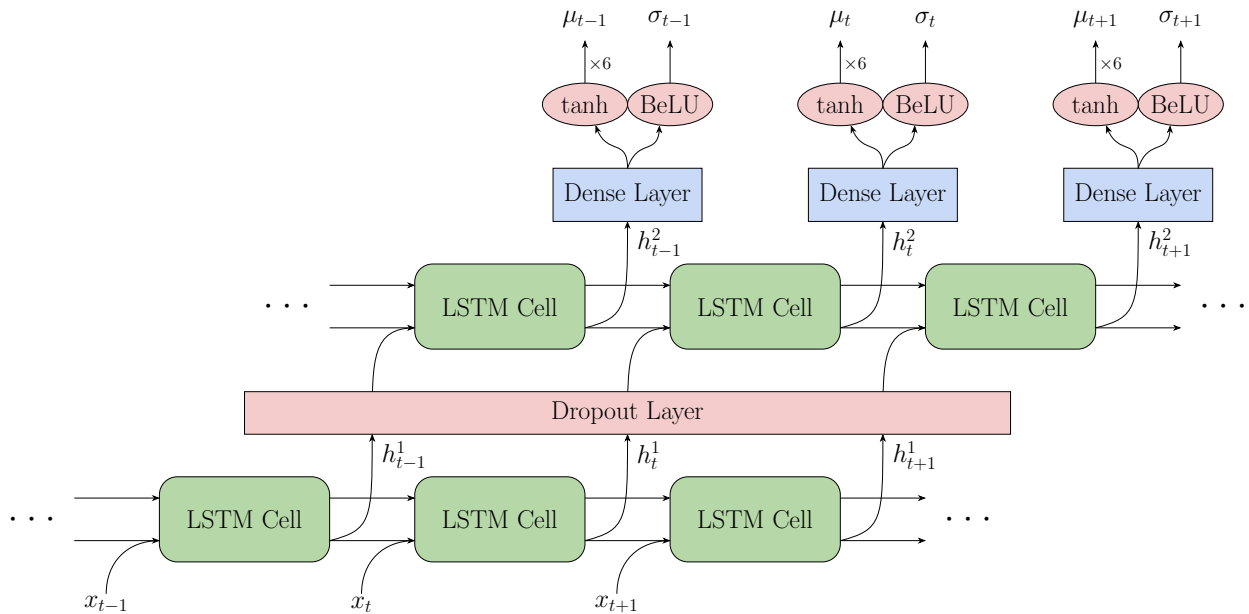 μ_{t−1} σ_{t−1} μ_t σ_t μ_{t+1} σ_{t+1}
×6 ×6 ×6
tanh BeLU tanh BeLU tanh BeLU
Dense Layer Dense Layer Dense Layer
h^2_{t−1} h^2_t h^2_{t+1}
· · · LSTM Cell LSTM Cell LSTM Cell · · ·
Dropout Layer
h^1_{t−1} h^1_t h^1_{t+1}
· · · LSTM Cell LSTM Cell LSTM Cell · · ·
x_{t−1} x_t x_{t+1}